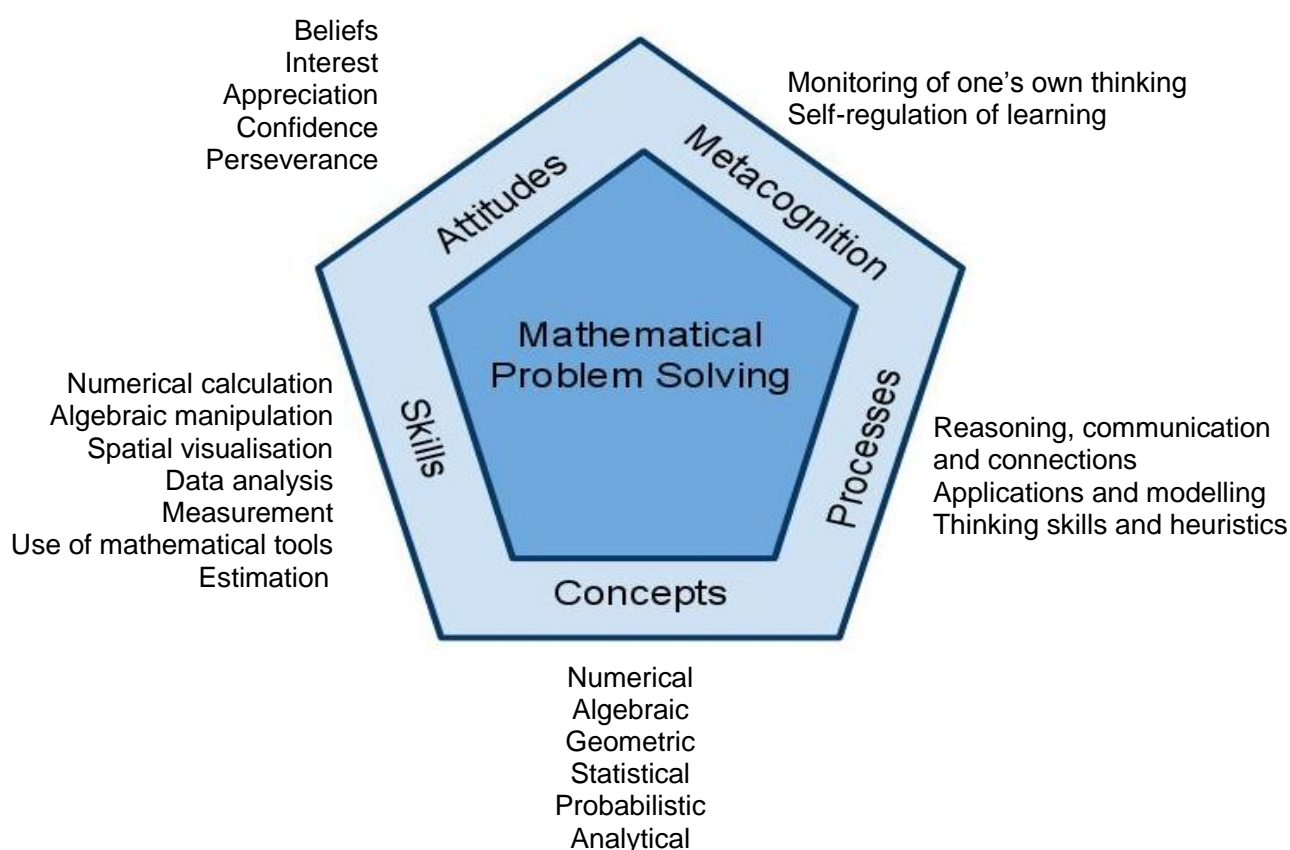 Beliefs
Interest
Appreciation
Confidence
Perseverance
Monitoring of one’s own thinking
Self-regulation of learning
Attitudes
Metacognition
Mathematical
Problem Solving
Numerical calculation
Algebraic manipulation
Spatial visualisation
Data analysis
Measurement
Use of mathematical tools
Estimation
Skills
Processes
Reasoning, communication
and connections
Applications and modelling
Thinking skills and heuristics
Concepts
Numerical
Algebraic
Geometric
Statistical
Probabilistic
Analytical